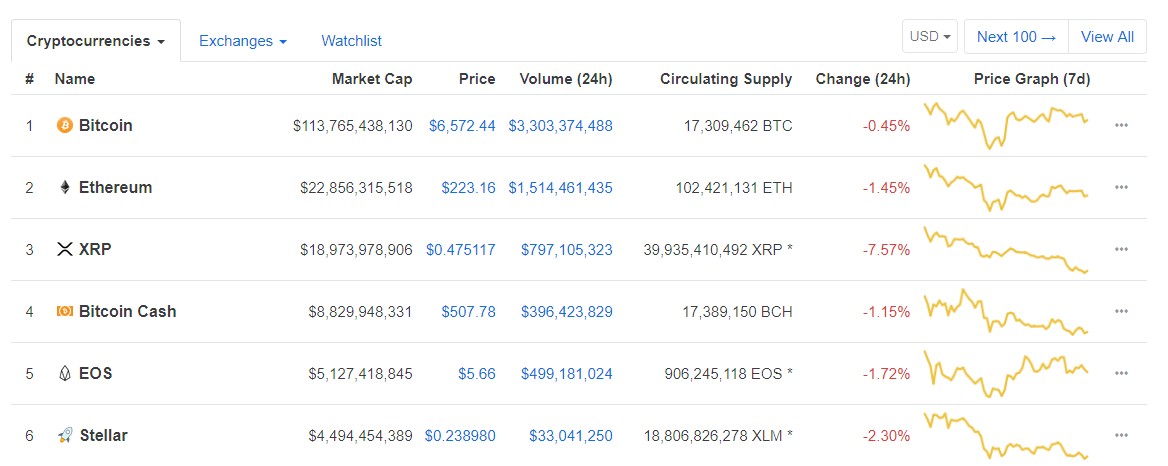 Cryptocurrencies Exchanges Watchlist USD Next 100 → View All
# Name Market Cap Price Volume (24h) Circulating Supply Change (24h) Price Graph (7d)
1 Bitcoin $113,765,438,130 $6,572.44 $3,303,374,488 17,309,462 BTC -0.45%
2 Ethereum $22,856,315,518 $223.16 $1,514,461,435 102,421,131 ETH -1.45%
3 XRP $18,973,978,906 $0.475117 $797,105,323 39,935,410,492 XRP * -7.57%
4 Bitcoin Cash $8,829,948,331 $507.78 $396,423,829 17,389,150 BCH -1.15%
5 EOS $5,127,418,845 $5.66 $499,181,024 906,245,118 EOS * -1.72%
6 Stellar $4,494,454,389 $0.238980 $33,041,250 18,806,826,278 XLM * -2.30%